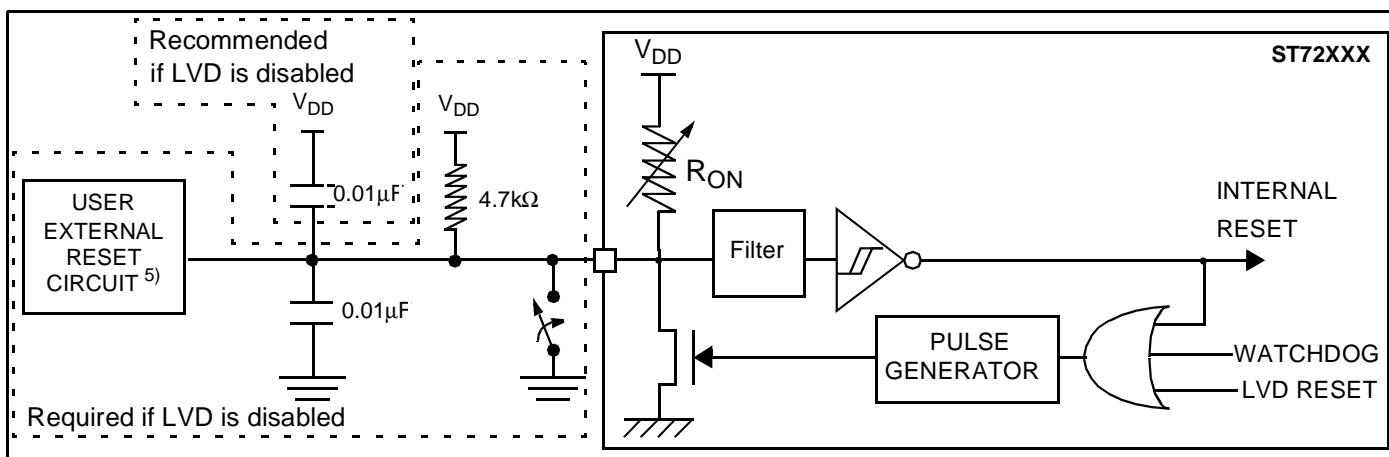 Recommended
if LVD is disabled
VDD
0.01µF
VDD
4.7kΩ
USER
EXTERNAL
RESET
CIRCUIT 5)
0.01µF
Required if LVD is disabled
ST72XXX
VDD
RON
Filter
INTERNAL
RESET
PULSE
GENERATOR
WATCHDOG
LVD RESET